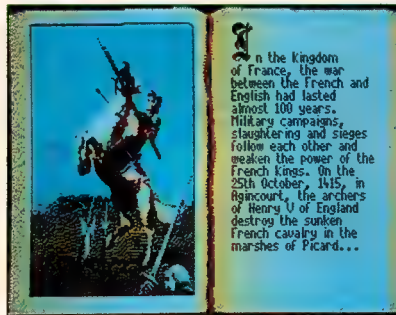 In the Kingdom
of France, the war
between the French and
English had lasted
almost 100 years.
Military campaigns,
slaughtering and sieges
follow each other and
weaken the power of the
French Kings. On the
25th October, 1415, in
Agincourt, the archers
of Henry V of England
destroy the sunken
French cavalry in the
marshes of Picard...